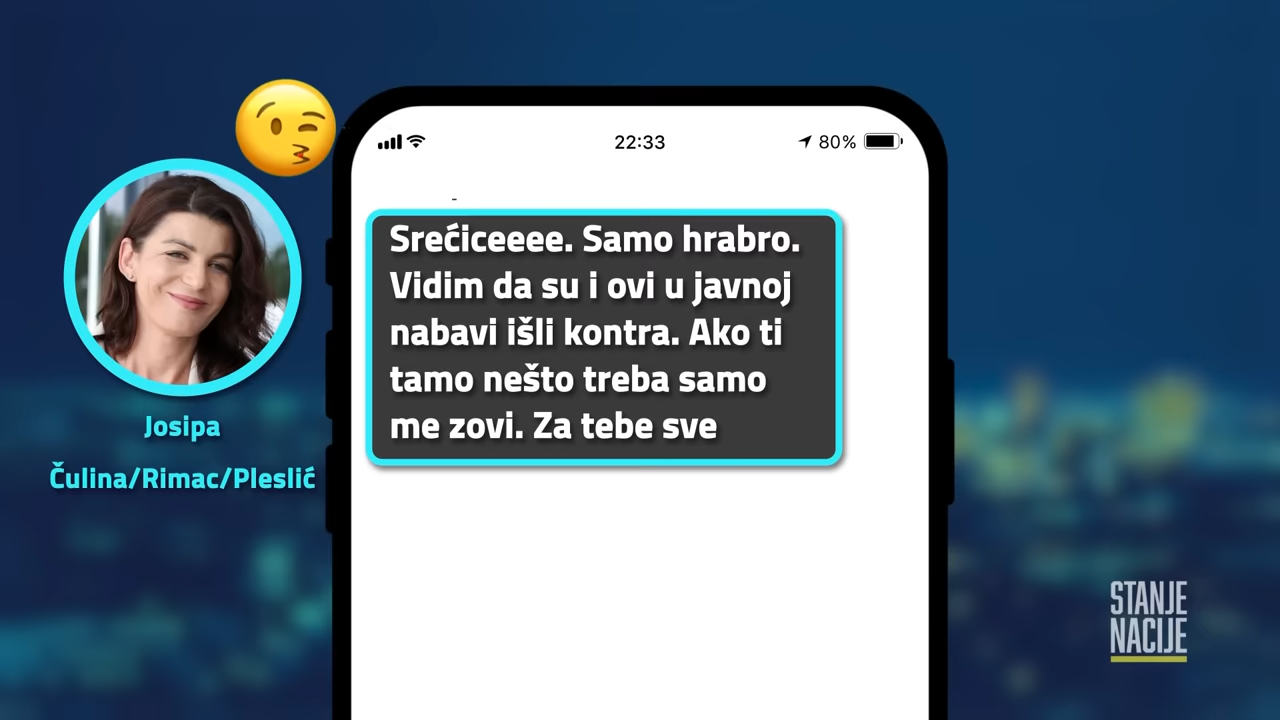 22:33
80%
Srećiceeee. Samo hrabro.
Vidim da su i ovi u javnoj
nabavi išli kontra. Ako ti
tamo nešto treba samo
me zovi. Za tebe sve
Josipa
Čulina/Rimac/Pleslić
STANJE
NACIJE